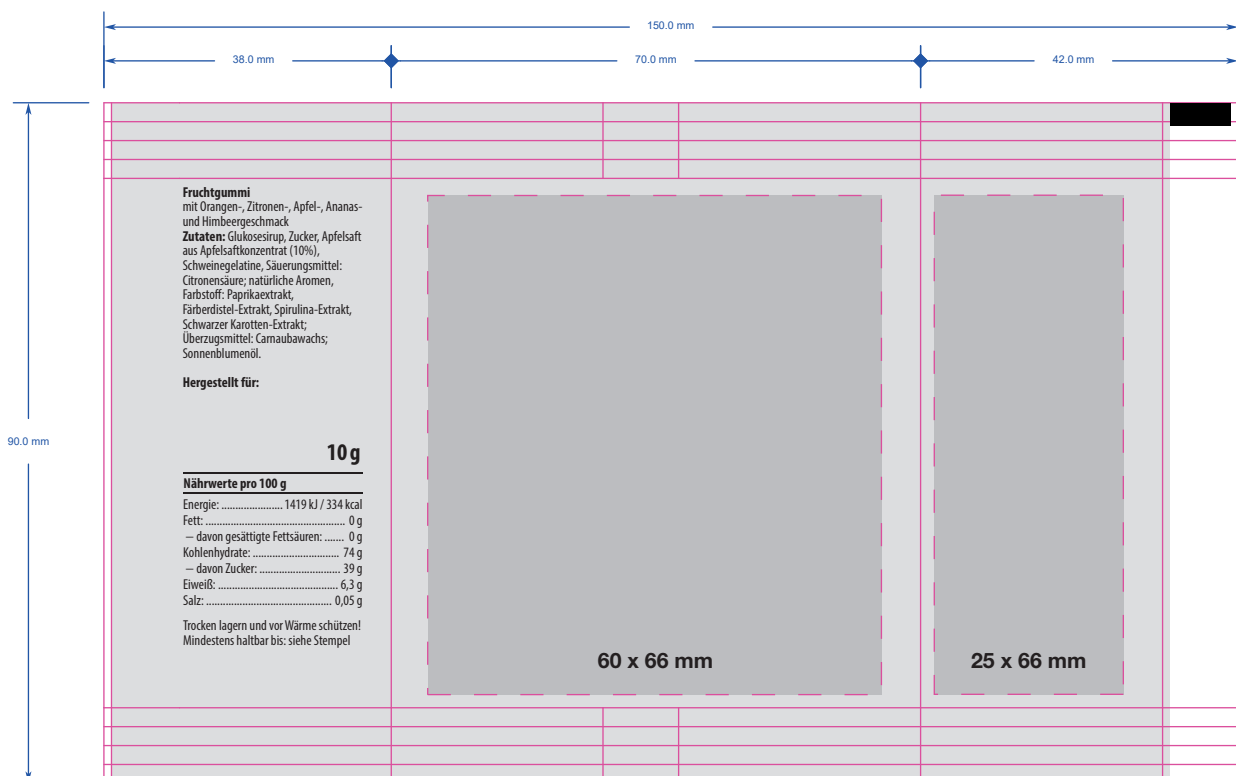 150.0 mm
38.0 mm
70.0 mm
42.0 mm
90.0 mm
Fruchtgummi
mit Orangen-, Zitronen-, Apfel-, Ananas-
und Himbeergeschmack
Zutaten: Glukosesirup, Zucker, Apfelsaft
aus Apfelsaftkonzentrat (10%),
Schweinegelatine, Säuerungsmittel:
Citronensäure; natürliche Aromen,
Farbstoff: Paprikaextrakt,
Färberdistel-Extrakt, Spirulina-Extrakt,
Schwarzer Karotten-Extrakt;
Überzugsmittel: Carnaubawachs;
Sonnenblumenöl.
Hergestellt für:
10 g
Nährwerte pro 100 g
Energie: ...................... 1419 kJ / 334 kcal
Fett: ................................................. 0 g
– davon gesättigte Fettsäuren: ....... 0 g
Kohlenhydrate: ............................... 74 g
– davon Zucker: ............................. 39 g
Eiweiß: ........................................... 6,3 g
Salz: ............................................. 0,05 g
Trocken lagern und vor Wärme schützen!
Mindestens haltbar bis: siehe Stempel
60 x 66 mm
25 x 66 mm